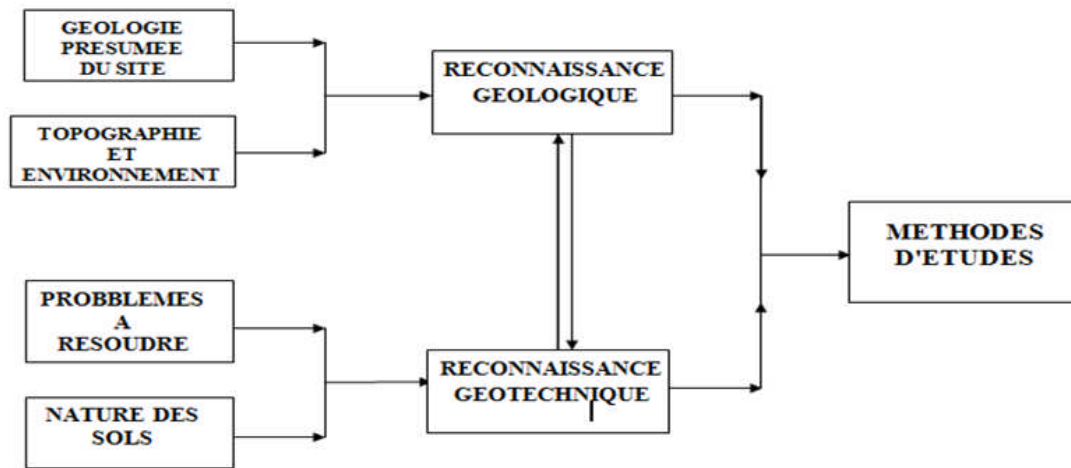 GEOLOGIE
PRESUMEE
DU SITE
TOPOGRAPHIE
ET
ENVIRONNEMENT
PROBBLEMES
A
RESOUDRE
NATURE DES
SOLS
RECONNAISSANCE
GEOLOGIQUE
RECONNAISSANCE
GEOTECHNIQUE
METHODES
D'ETUDES